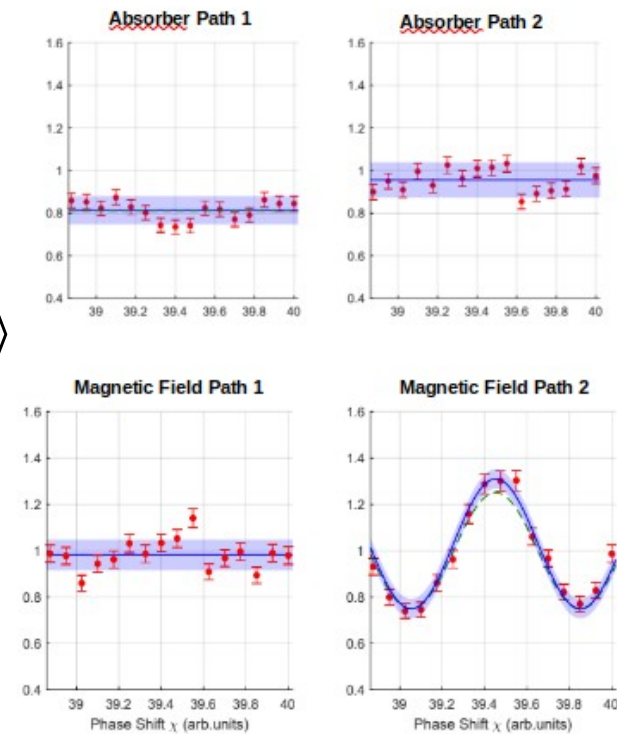 Absorber Path 1
Absorber Path 2
1.6
1.4
1.2
1
0.8
0.6
0.4
39 39.2 39.4 39.6 39.8 40
1.6
1.4
1.2
1
0.8
0.6
0.4
39 39.2 39.4 39.6 39.8 40
Magnetic Field Path 1
Magnetic Field Path 2
1.6
1.4
1.2
1
0.8
0.6
0.4
39 39.2 39.4 39.6 39.8 40
Phase Shift χ (arb.units)
1.6
1.4
1.2
1
0.8
0.6
0.4
39 39.2 39.4 39.6 39.8 40
Phase Shift χ (arb.units)